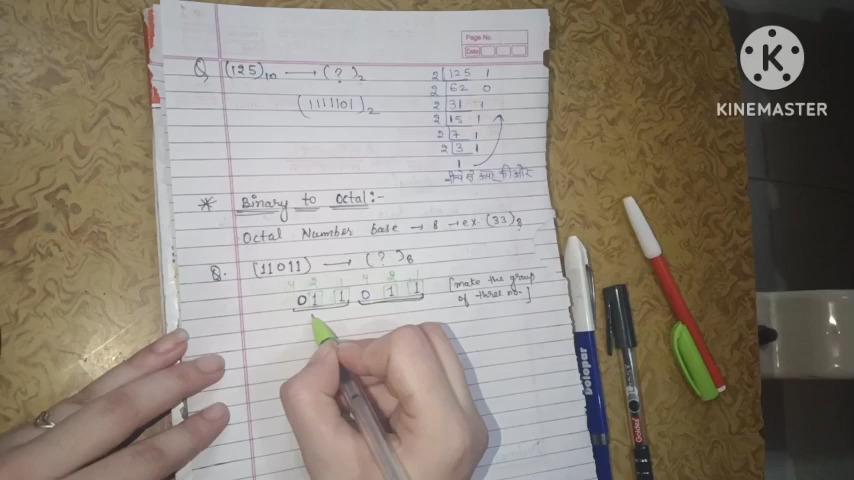 Page No.
Date
Q (125)₁₀ → (?)₂
(1111101)₂
2 | 125 1
2 | 62 0
2 | 31 1
2 | 15 1
2 | 7 1
2 | 3 1
1
नीचे से ऊपर की ओर
* Binary to Octal:-
Octal Number base → 8 → ex. (33)₈
Q. (11011) → (?)₈
4 2 1 4 2 1
0 1 1 0 1 1
[make the group
of three no.]
K
KINEMASTER
Dolopar